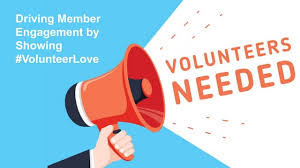 Driving Member
Engagement by
Showing
#VolunteerLove
VOLUNTEERS
NEEDED